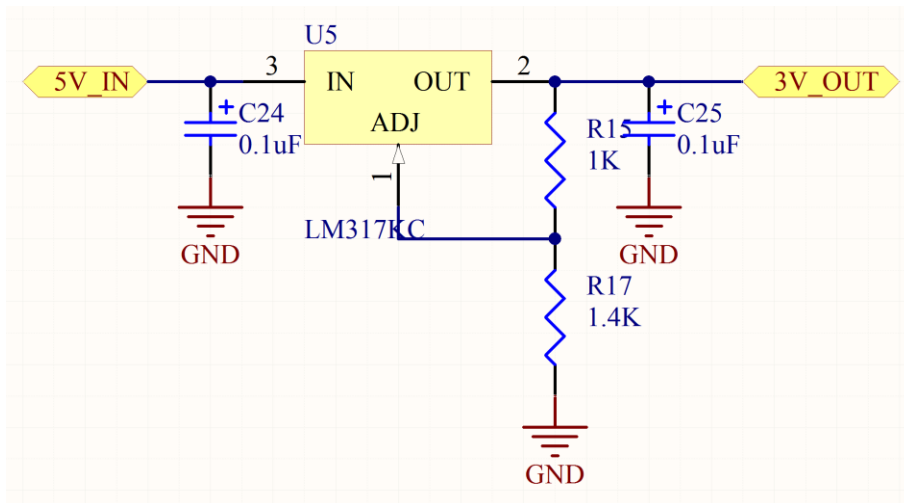 U5
5V_IN
3
IN
OUT
2
3V_OUT
ADJ
C24
0.1uF
1
R15
1K
C25
0.1uF
LM317KC
GND
GND
R17
1.4K
GND